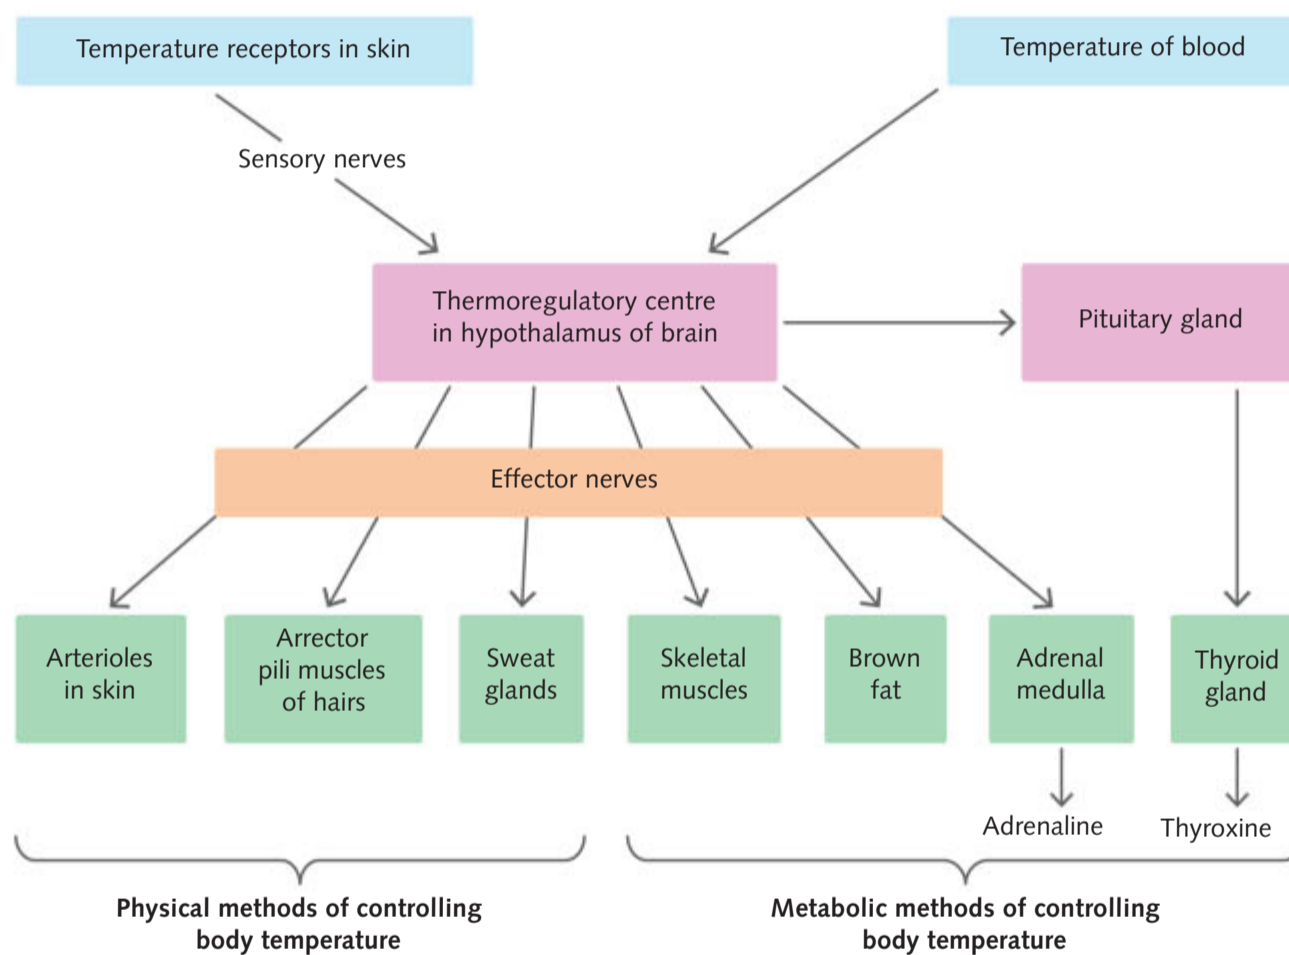 Temperature receptors in skin
Temperature of blood
Sensory nerves
Thermoregulatory centre
in hypothalamus of brain
Pituitary gland
Effector nerves
Arterioles
in skin
Arrector
pili muscles
of hairs
Sweat
glands
Skeletal
muscles
Brown
fat
Adrenal
medulla
Thyroid
gland
Adrenaline
Thyroxine
Physical methods of controlling
body temperature
Metabolic methods of controlling
body temperature